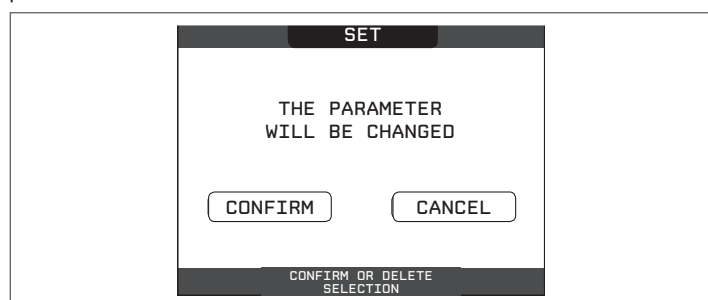 SET
THE PARAMETER
WILL BE CHANGED
CONFIRM CANCEL
CONFIRM OR DELETE
SELECTION